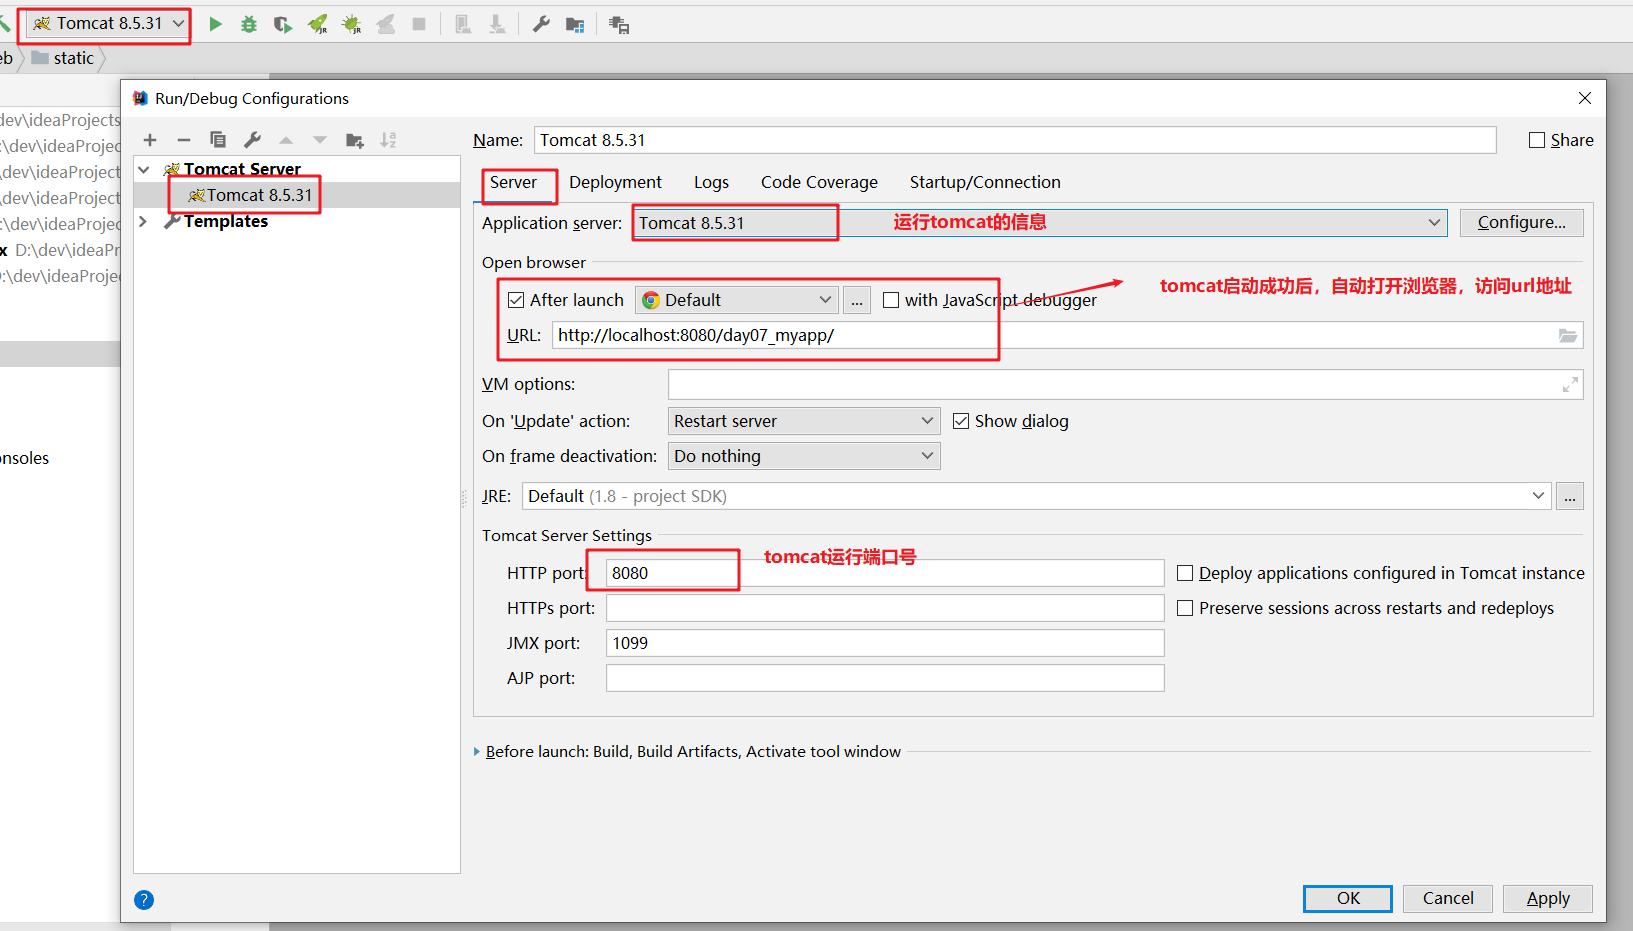 Tomcat 8.5.31
eb static
Run/Debug Configurations
dev\ideaProjects
:\dev\ideaProjec
\dev\ideaProject
\dev\ideaProject
:\dev\ideaProject
x D:\dev\ideaPr
):\dev\ideaProje
onsoles
Tomcat Server
Tomcat 8.5.31
Templates
Name: Tomcat 8.5.31 Share
Server Deployment Logs Code Coverage Startup/Connection
Application server: Tomcat 8.5.31 运行tomcat的信息 Configure...
Open browser
After launch Default ... with JavaScript debugger
tomcat启动成功后，自动打开浏览器，访问url地址
URL: http://localhost:8080/day07_myapp/
VM options:
On 'Update' action: Restart server Show dialog
On frame deactivation: Do nothing
JRE: Default (1.8 - project SDK) ...
Tomcat Server Settings
tomcat运行端口号
HTTP port: 8080 Deploy applications configured in Tomcat instance
HTTPs port: Preserve sessions across restarts and redeploys
JMX port: 1099
AJP port:
Before launch: Build, Build Artifacts, Activate tool window
? OK Cancel Apply